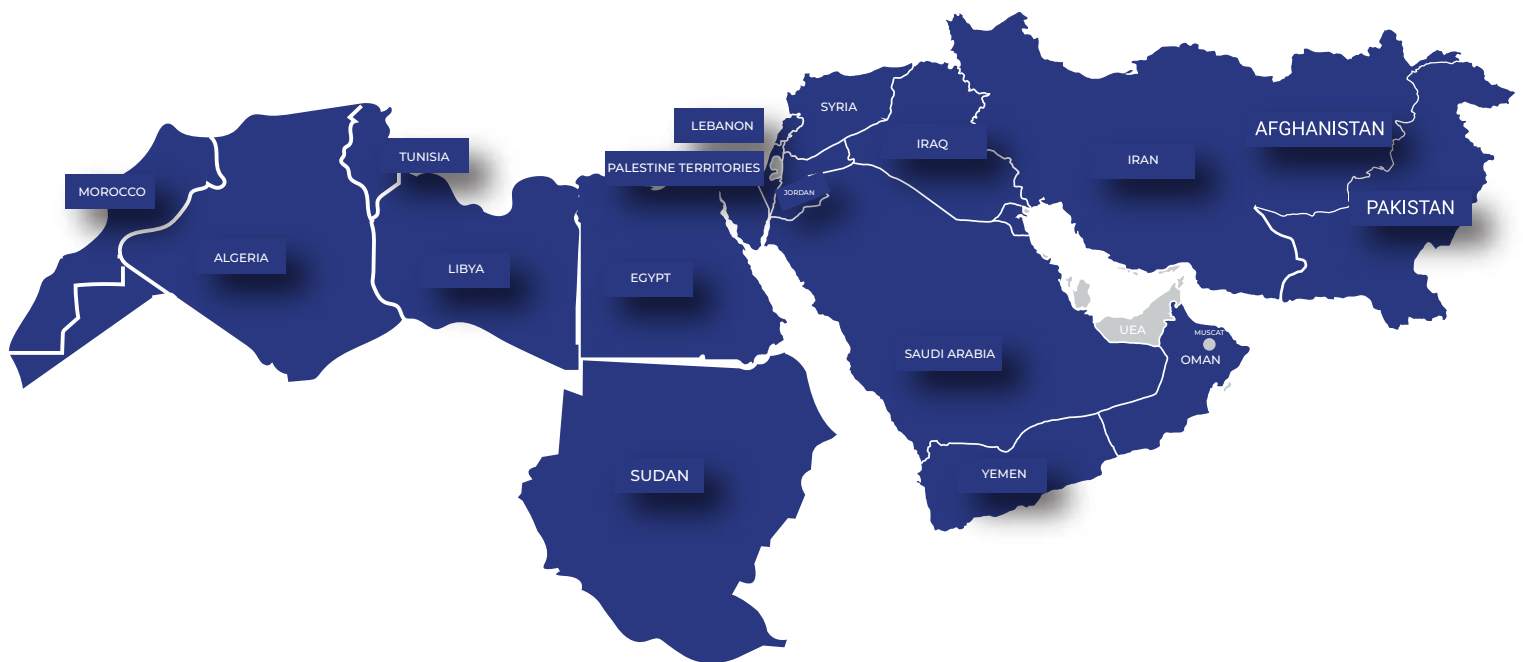 LEBANON
SYRIA
AFGHANISTAN
IRAQ
TUNISIA
IRAN
PALESTINE TERRITORIES
MOROCCO
JORDAN
PAKISTAN
ALGERIA
LIBYA
EGYPT
UEA
MUSCAT
SAUDI ARABIA
OMAN
SUDAN
YEMEN